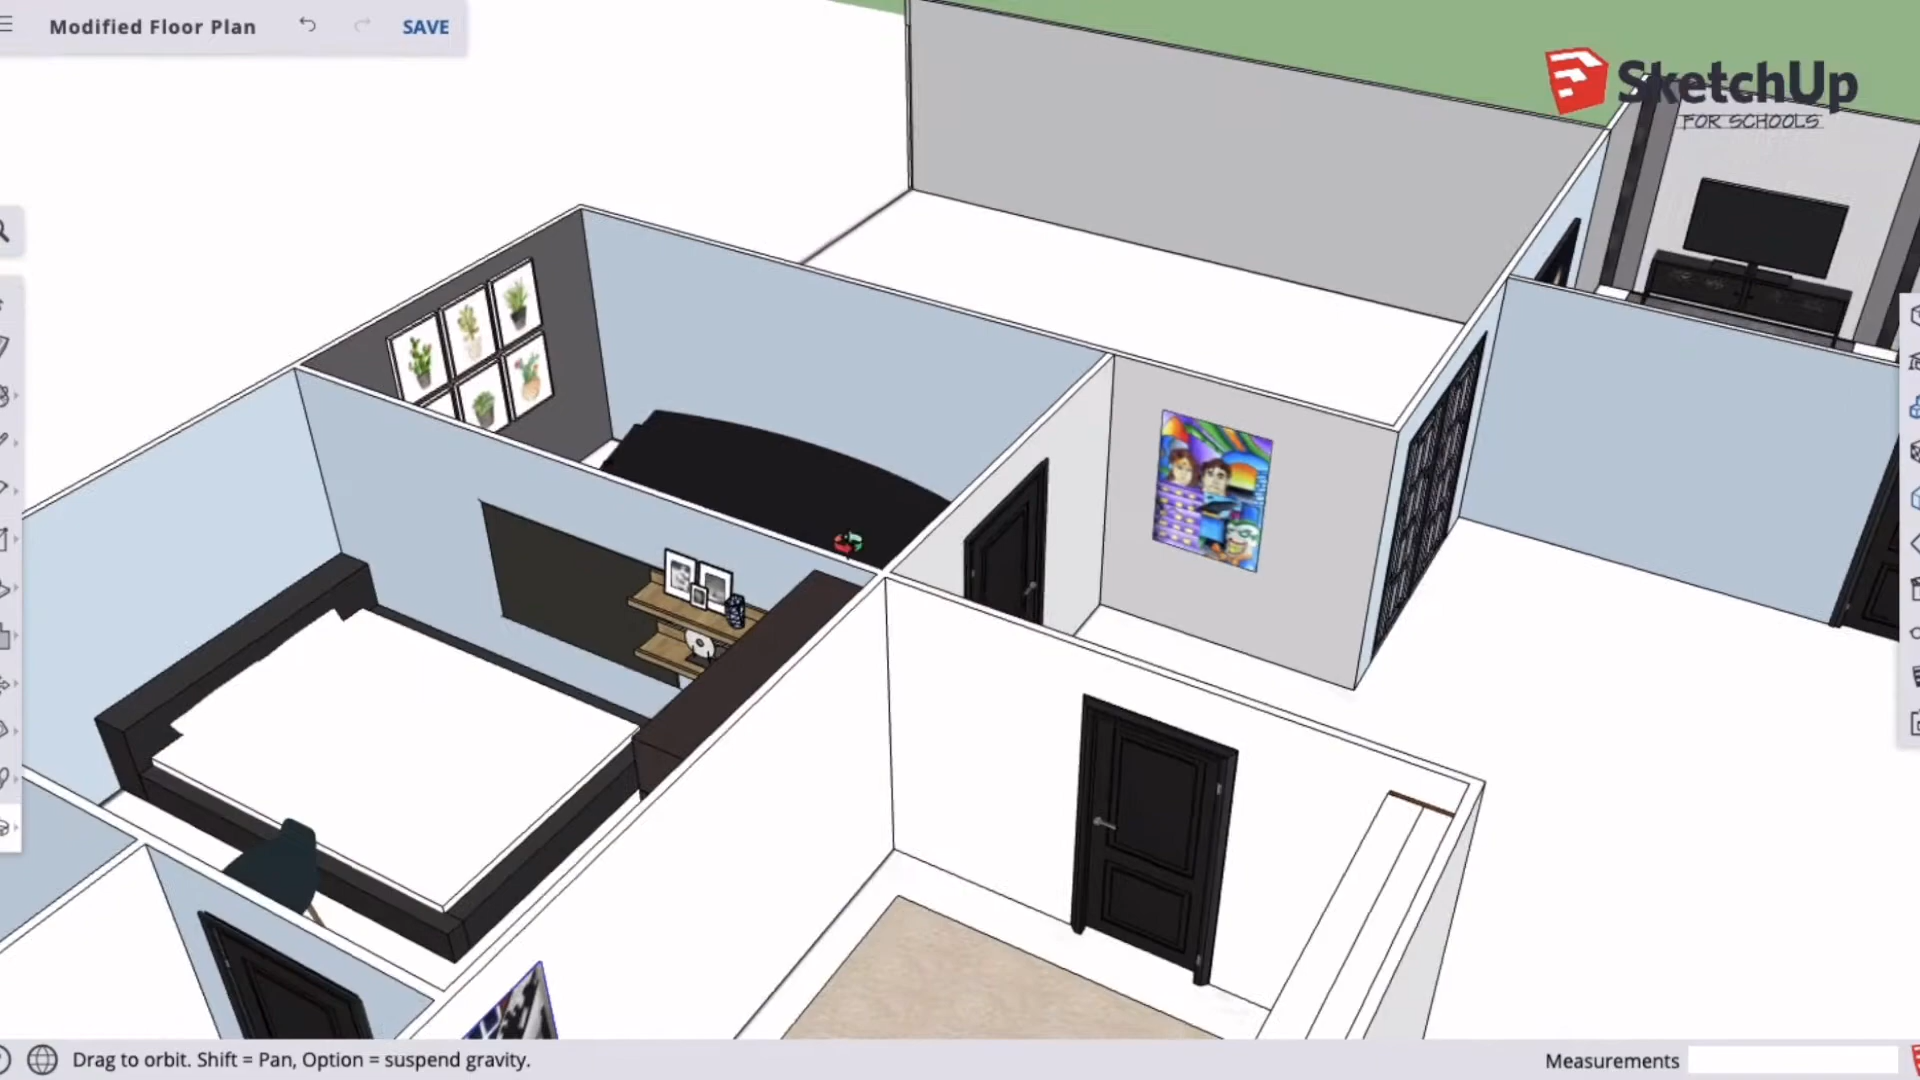 Modified Floor Plan
SAVE
SketchUp
FOR SCHOOLS
Drag to orbit. Shift = Pan, Option = suspend gravity.
Measurements